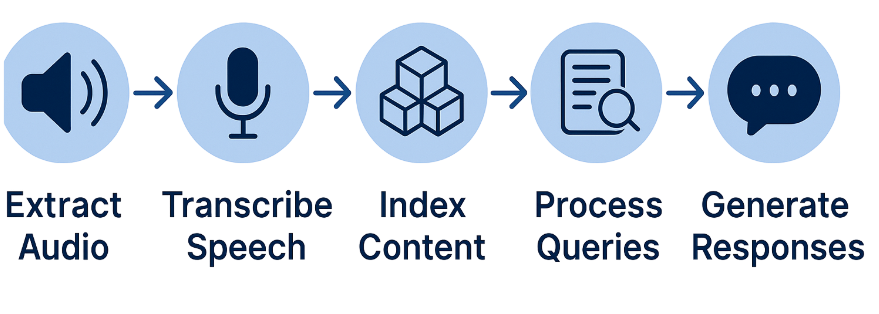 Extract
Audio
Transcribe
Speech
Index
Content
Process
Queries
Generate
Responses